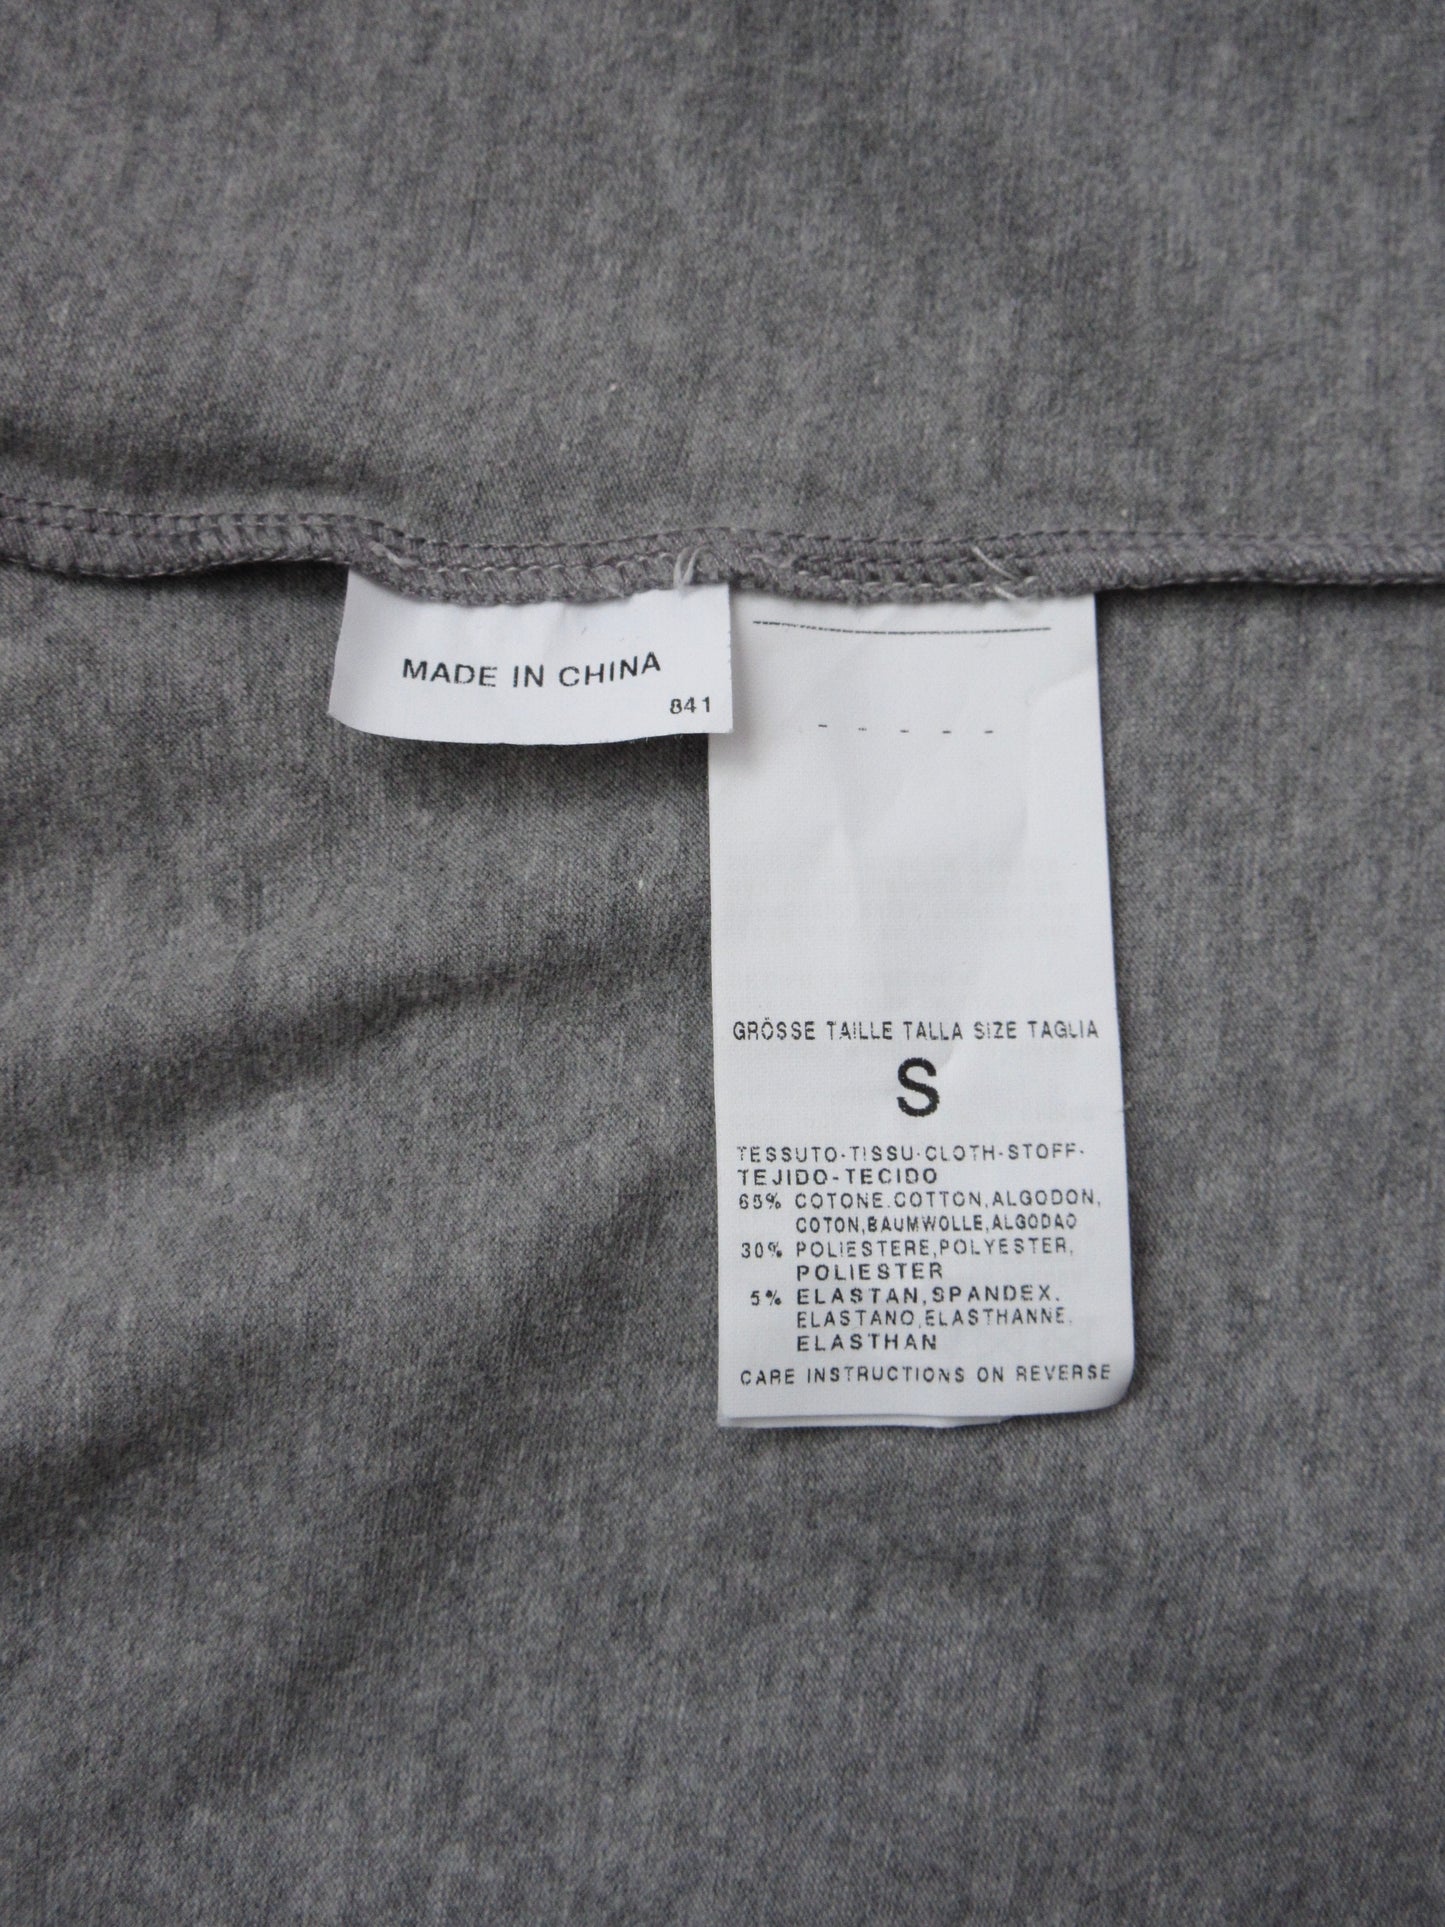 MADE IN CHINA
841
- - - - -
GRÖSSE TAILLE TALLA SIZE TAGLIA
S
TESSUTO-TISSU-CLOTH-STOFF-
TEJIDO-TECIDO
65% COTONE.COTTON,ALGODON,
COTON,BAUMWOLLE,ALGODAO
30% POLIESTERE,POLYESTER,
POLIESTER
5% ELASTAN,SPANDEX.
ELASTANO,ELASTHANNE.
ELASTHAN
CARE INSTRUCTIONS ON REVERSE